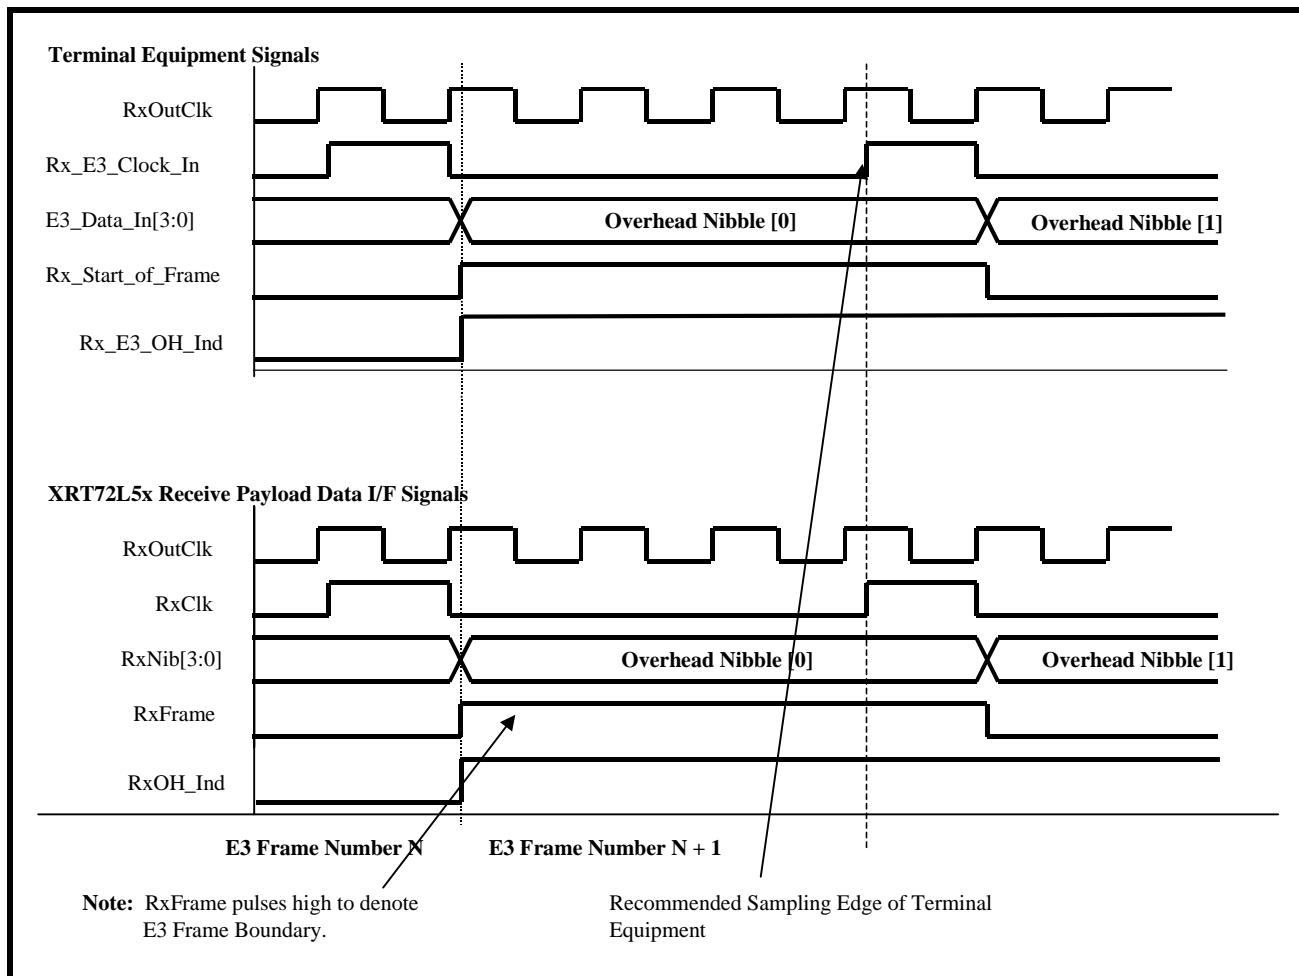 Terminal Equipment Signals
RxOutClk
Rx_E3_Clock_In
E3_Data_In[3:0]
Overhead Nibble [0]
Overhead Nibble [1]
Rx_Start_of_Frame
Rx_E3_OH_Ind
XRT72L5x Receive Payload Data I/F Signals
RxOutClk
RxClk
RxNib[3:0]
Overhead Nibble [0]
Overhead Nibble [1]
RxFrame
RxOH_Ind
E3 Frame Number N
E3 Frame Number N + 1
Note: RxFrame pulses high to denote
E3 Frame Boundary.
Recommended Sampling Edge of Terminal
Equipment